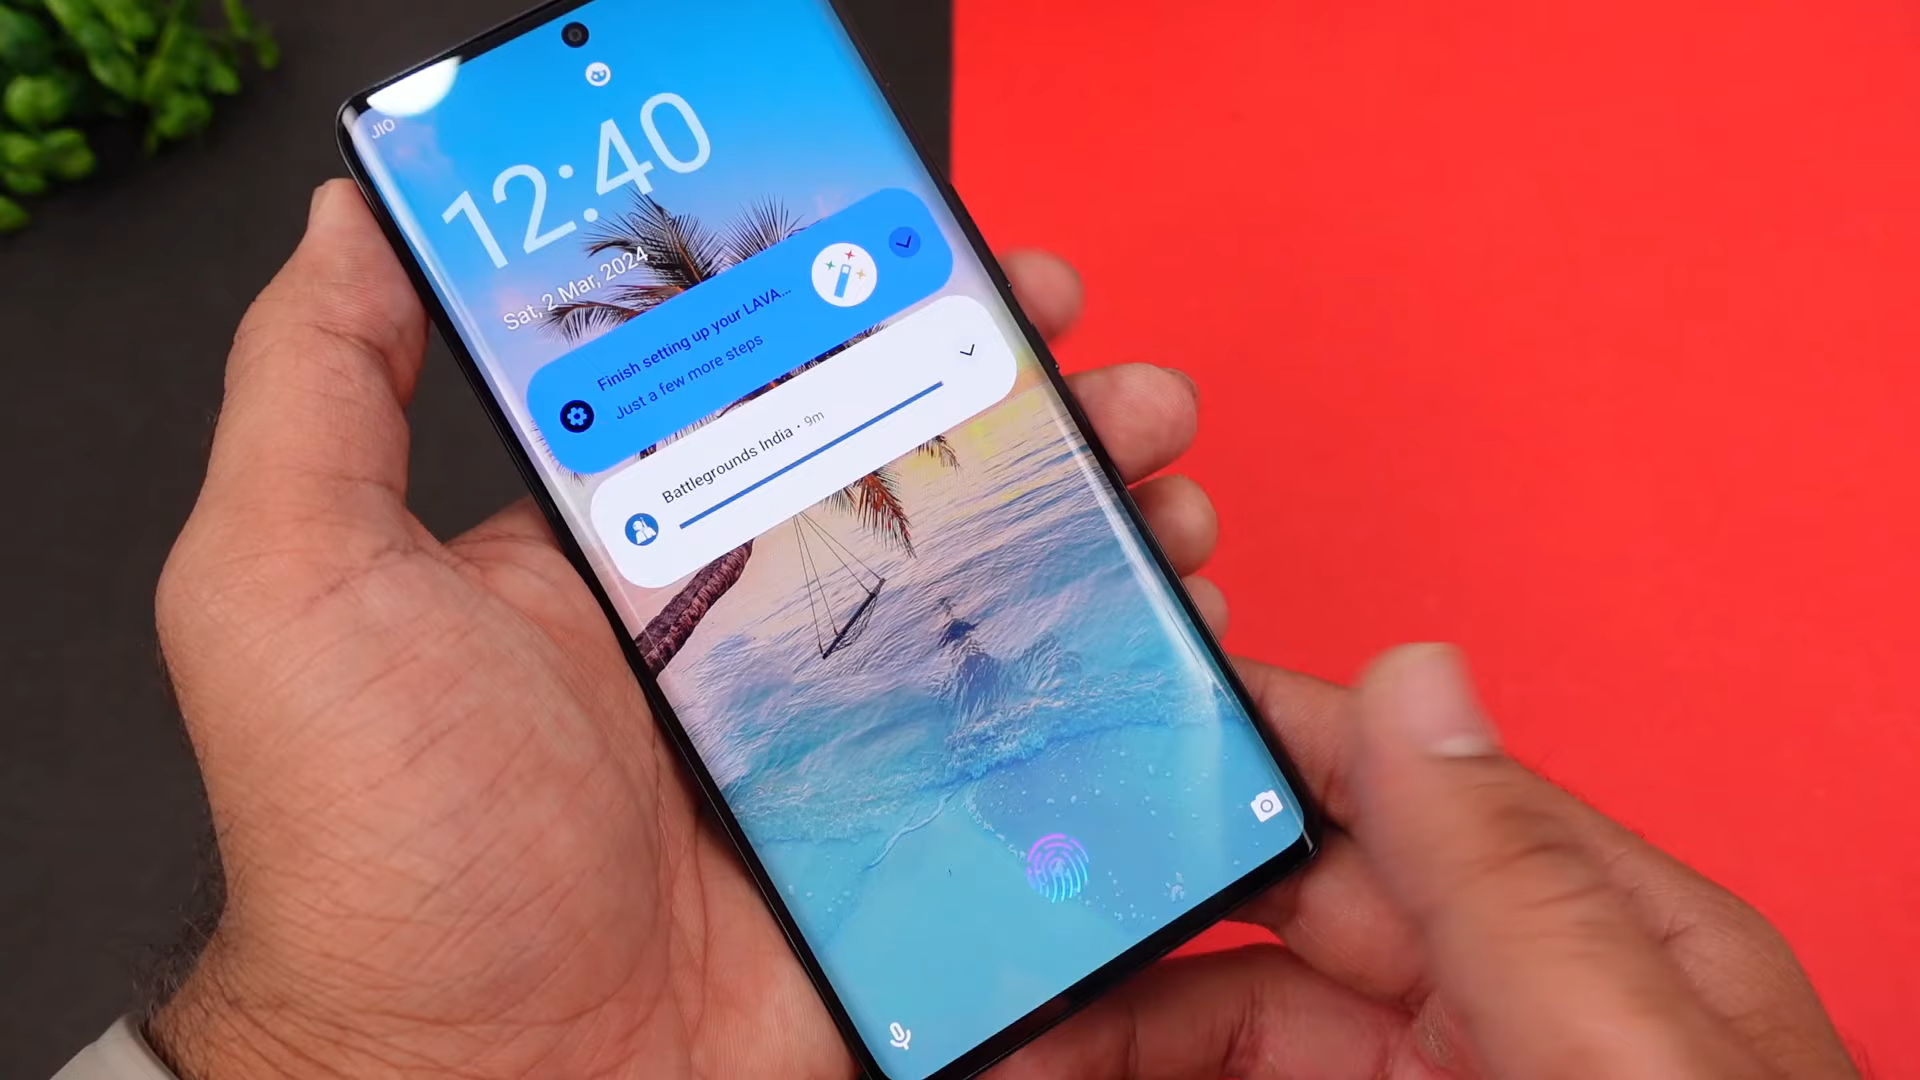 JIO
12:40
Sat, 2 Mar, 2024
Finish setting up your LAVA...
Just a few more steps
Battlegrounds India • 9m